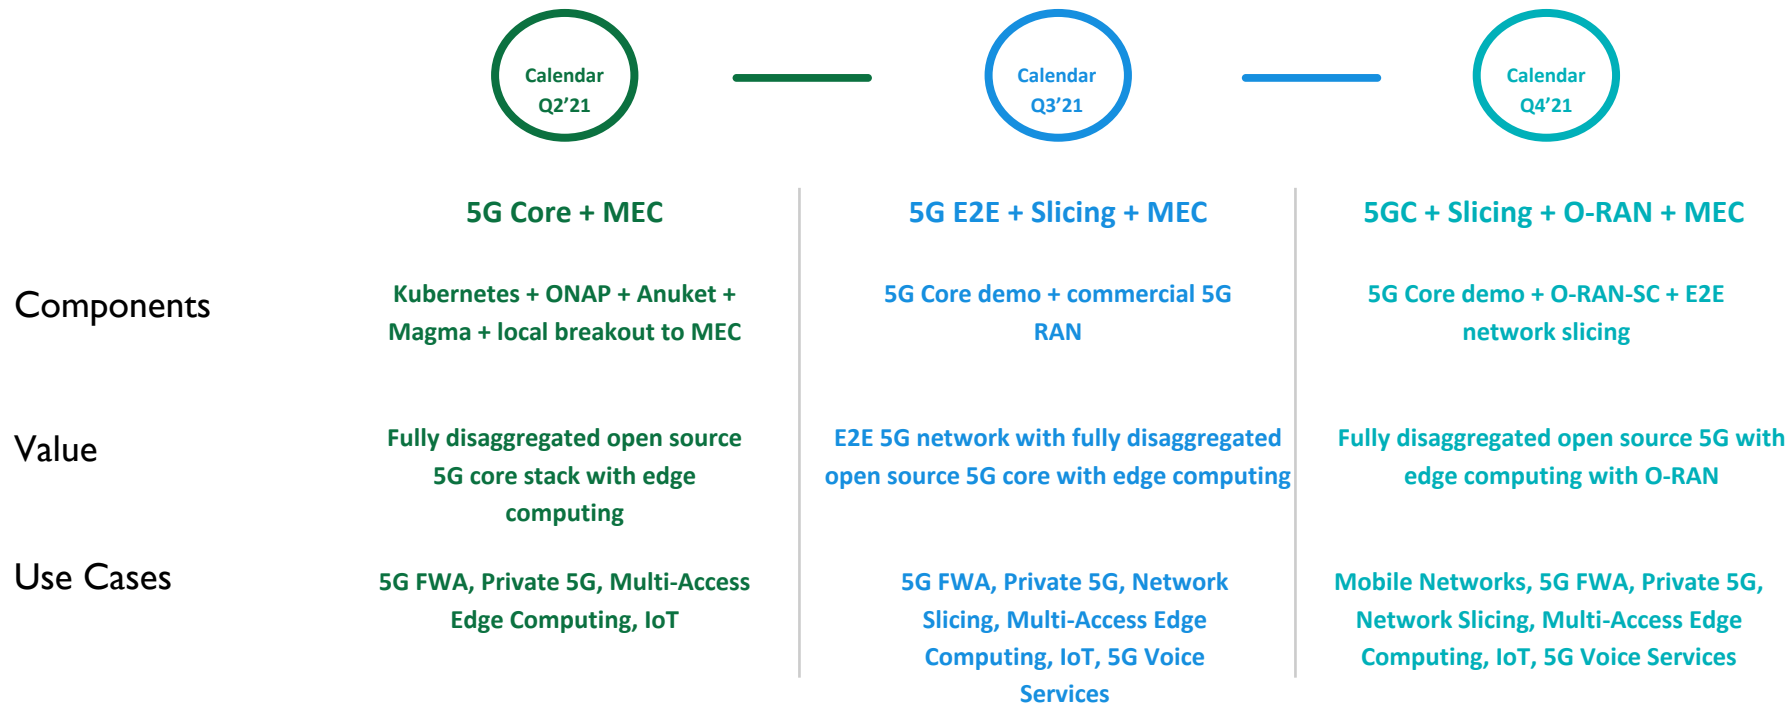 Calendar
Q2’21
Calendar
Q3’21
Calendar
Q4’21
5G Core + MEC
5G E2E + Slicing + MEC
5GC + Slicing + O-RAN + MEC
Components
Kubernetes + ONAP + Anuket +
Magma + local breakout to MEC
5G Core demo + commercial 5G
RAN
5G Core demo + O-RAN-SC + E2E
network slicing
Value
Fully disaggregated open source
5G core stack with edge
computing
E2E 5G network with fully disaggregated
open source 5G core with edge computing
Fully disaggregated open source 5G with
edge computing with O-RAN
Use Cases
5G FWA, Private 5G, Multi-Access
Edge Computing, IoT
5G FWA, Private 5G, Network
Slicing, Multi-Access Edge
Computing, IoT, 5G Voice
Services
Mobile Networks, 5G FWA, Private 5G,
Network Slicing, Multi-Access Edge
Computing, IoT, 5G Voice Services